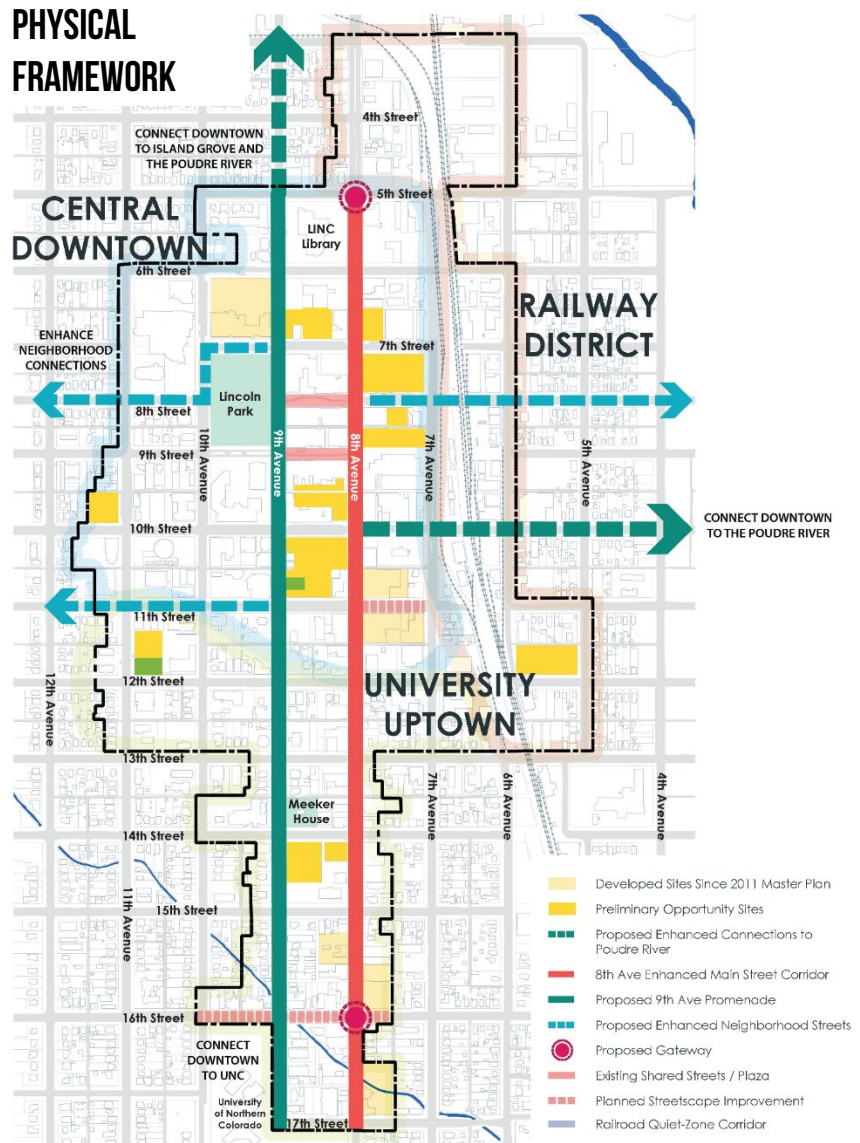 PHYSICAL
FRAMEWORK
CONNECT DOWNTOWN
TO ISLAND GROVE AND
THE POUDRE RIVER
4th Street
5th Street
CENTRAL
DOWNTOWN
LINC
Library
6th Street
RAILWAY
DISTRICT
ENHANCE
NEIGHBORHOOD
CONNECTIONS
7th Street
Lincoln
Park
8th Street
10th Avenue
9th Avenue
8th Avenue
7th Avenue
5th Avenue
9th Street
10th Street
CONNECT DOWNTOWN
TO THE POUDRE RIVER
11th Street
12th Avenue
12th Street
UNIVERSITY
UPTOWN
13th Street
7th Avenue
6th Avenue
4th Avenue
Meeker
House
14th Street
11th Avenue
15th Street
16th Street
CONNECT
DOWNTOWN
TO UNC
University
of Northern
Colorado
17th Street
Developed Sites Since 2011 Master Plan
Preliminary Opportunity Sites
Proposed Enhanced Connections to
Poudre River
8th Ave Enhanced Main Street Corridor
Proposed 9th Ave Promenade
Proposed Enhanced Neighborhood Streets
Proposed Gateway
Existing Shared Streets / Plaza
Planned Streetscape Improvement
Railroad Quiet-Zone Corridor